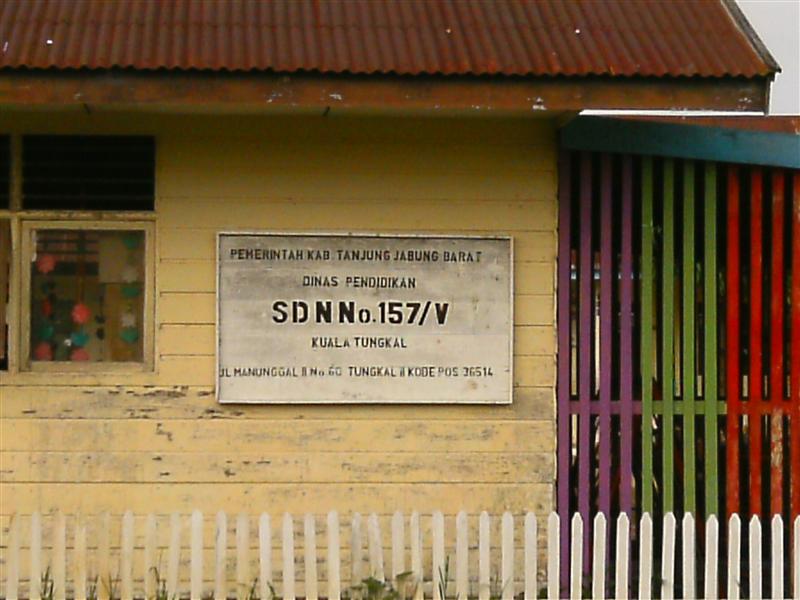 PEMERINTAH KAB. TANJUNG JABUNG BARAT
DINAS PENDIDIKAN
SDN No. 157/V
KUALA TUNGKAL
JL MANUNGGAL II No. 60 TUNGKAL II KODE POS 36514